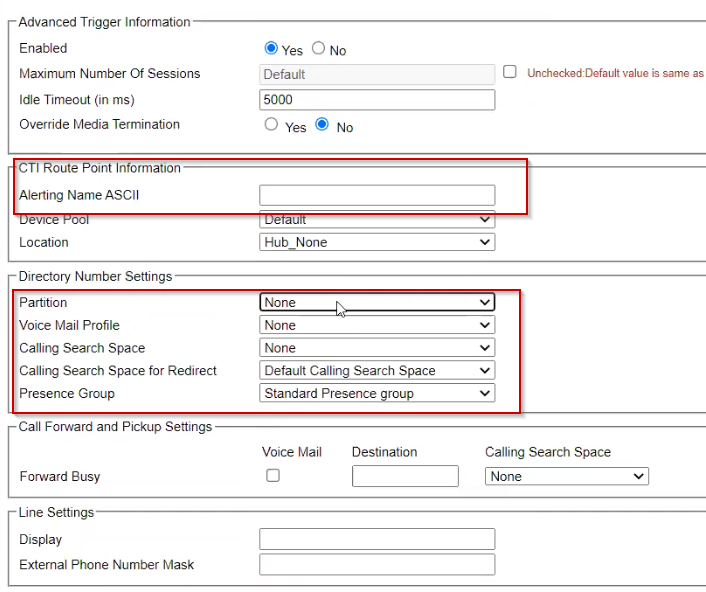 Advanced Trigger Information
Enabled Yes No
Maximum Number Of Sessions Default Unchecked:Default value is same as
Idle Timeout (in ms) 5000
Override Media Termination Yes No
CTI Route Point Information
Alerting Name ASCII
Device Pool Default
Location Hub_None
Directory Number Settings
Partition None
Voice Mail Profile None
Calling Search Space None
Calling Search Space for Redirect Default Calling Search Space
Presence Group Standard Presence group
Call Forward and Pickup Settings
Voice Mail Destination Calling Search Space
Forward Busy None
Line Settings
Display
External Phone Number Mask